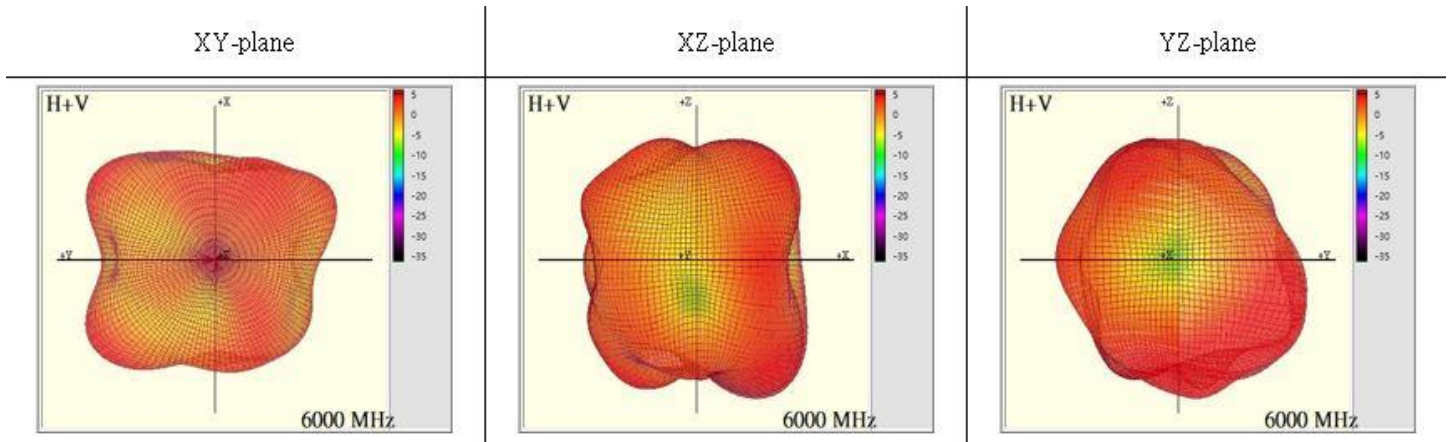 XY-plane XZ-plane YZ-plane
H+V +X 5 H+V +Z 5 H+V +Z 5
0 0 0
-5 -5 -5
-10 -10 -10
-15 -15 -15
-20 -20 -20
+Y +Z -25 +Y +X -25 +X +Y -25
-30 -30 -30
-35 -35 -35
6000 MHz 6000 MHz 6000 MHz